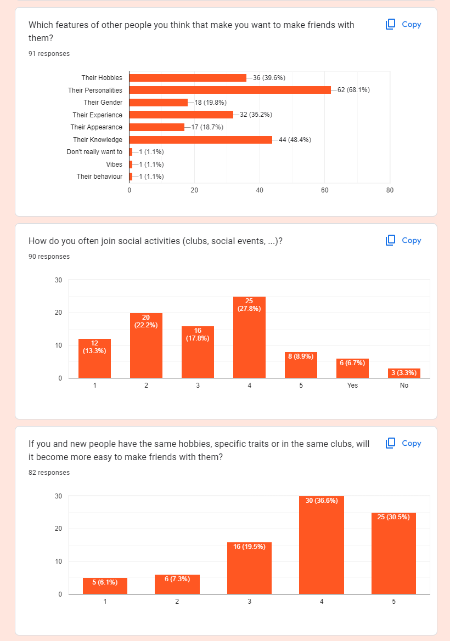 Which features of other people you think that make you want to make friends with
them?
Copy
91 responses
Their Hobbies
36 (39.6%)
Their Personalities
62 (68.1%)
Their Gender
18 (19.8%)
Their Experience
32 (35.2%)
Their Appearance
17 (18.7%)
Their Knowledge
44 (48.4%)
Don't really want to
1 (1.1%)
Vibes
1 (1.1%)
Their behaviour
1 (1.1%)
0 20 40 60 80
How do you often join social activities (clubs, social events, ...)?
Copy
90 responses
30
20
10
0
12
(13.3%)
20
(22.2%)
16
(17.8%)
25
(27.8%)
8 (8.9%)
6 (6.7%)
3 (3.3%)
1 2 3 4 5 Yes No
If you and new people have the same hobbies, specific traits or in the same clubs, will
it become more easy to make friends with them?
Copy
82 responses
30
20
10
0
5 (6.1%)
6 (7.3%)
16 (19.5%)
30 (36.6%)
25 (30.5%)
1 2 3 4 5